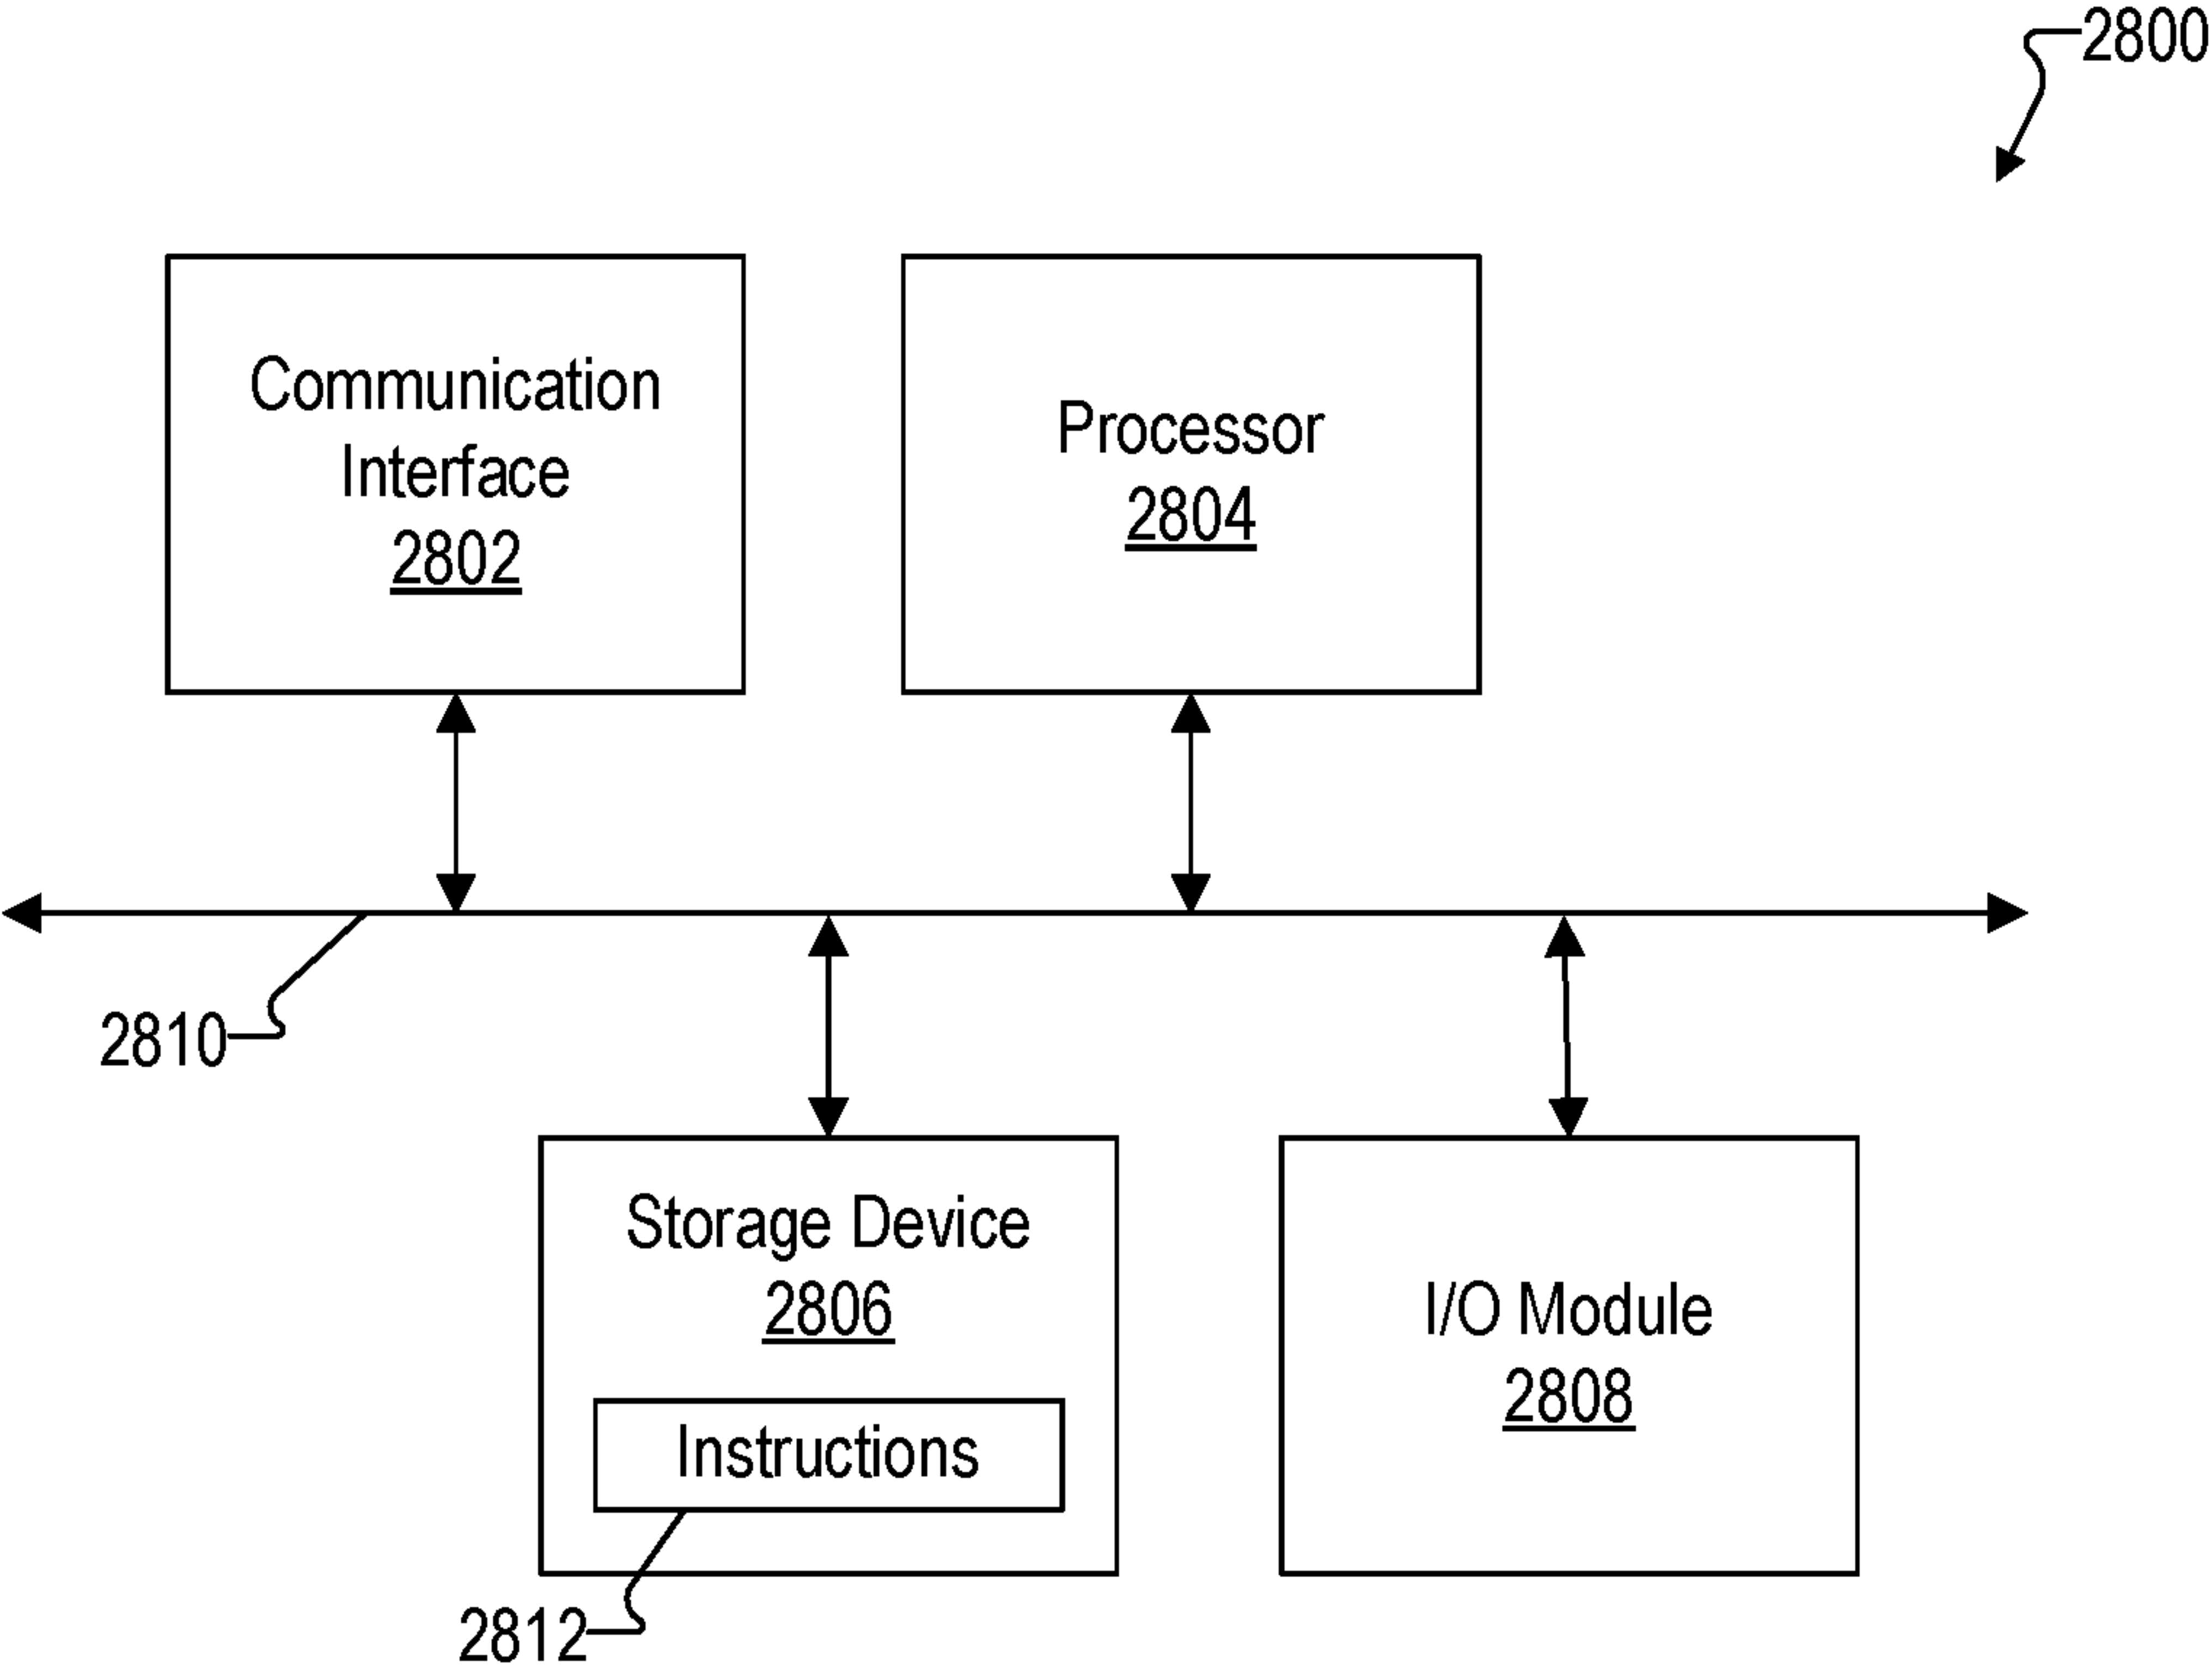 2800
Communication
Interface
2802
Processor
2804
2810
Storage Device
2806
Instructions
2812
I/O Module
2808